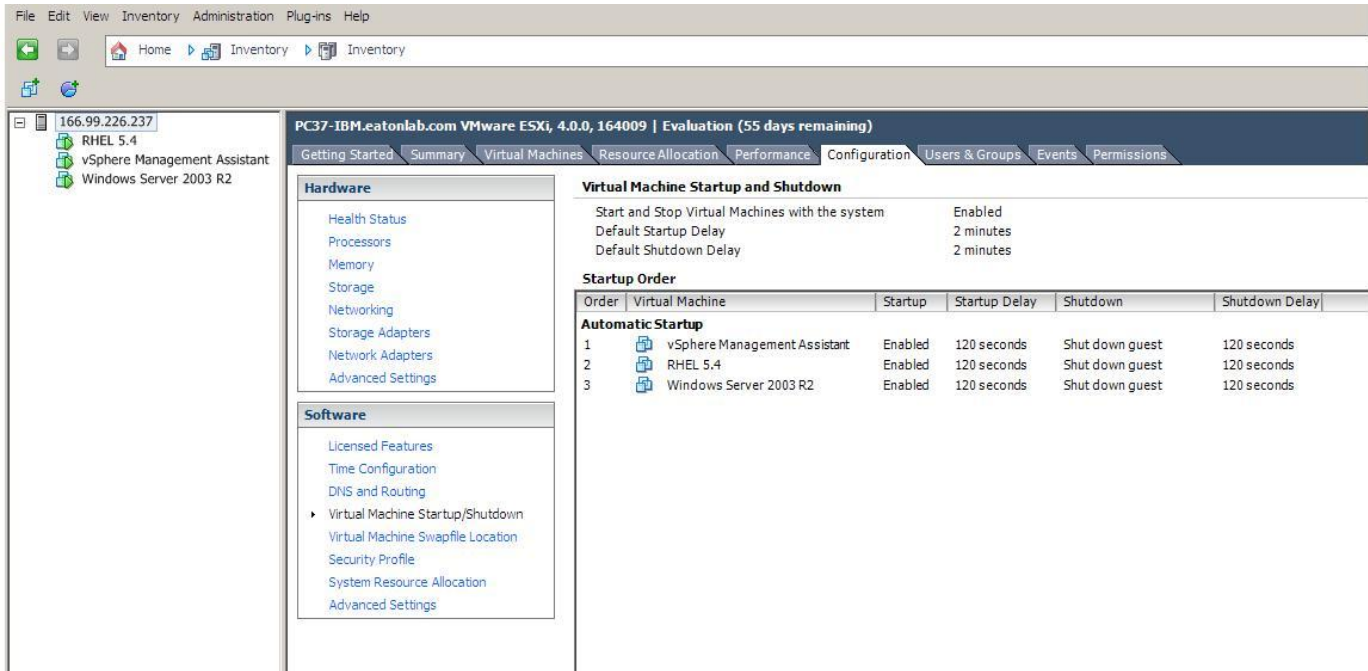 File Edit View Inventory Administration Plug-ins Help
Home Inventory Inventory
166.99.226.237
RHEL 5.4
vSphere Management Assistant
Windows Server 2003 R2
PC37-IBM.eatonlab.com VMware ESXi, 4.0.0, 164009 | Evaluation (55 days remaining)
Getting Started Summary Virtual Machines Resource Allocation Performance Configuration Users & Groups Events Permissions
Hardware
Health Status
Processors
Memory
Storage
Networking
Storage Adapters
Network Adapters
Advanced Settings
Software
Licensed Features
Time Configuration
DNS and Routing
Virtual Machine Startup/Shutdown
Virtual Machine Swapfile Location
Security Profile
System Resource Allocation
Advanced Settings
Virtual Machine Startup and Shutdown
Start and Stop Virtual Machines with the system Enabled
Default Startup Delay 2 minutes
Default Shutdown Delay 2 minutes
Startup Order
Order Virtual Machine Startup Startup Delay Shutdown Shutdown Delay
Automatic Startup
1 vSphere Management Assistant Enabled 120 seconds Shut down guest 120 seconds
2 RHEL 5.4 Enabled 120 seconds Shut down guest 120 seconds
3 Windows Server 2003 R2 Enabled 120 seconds Shut down guest 120 seconds